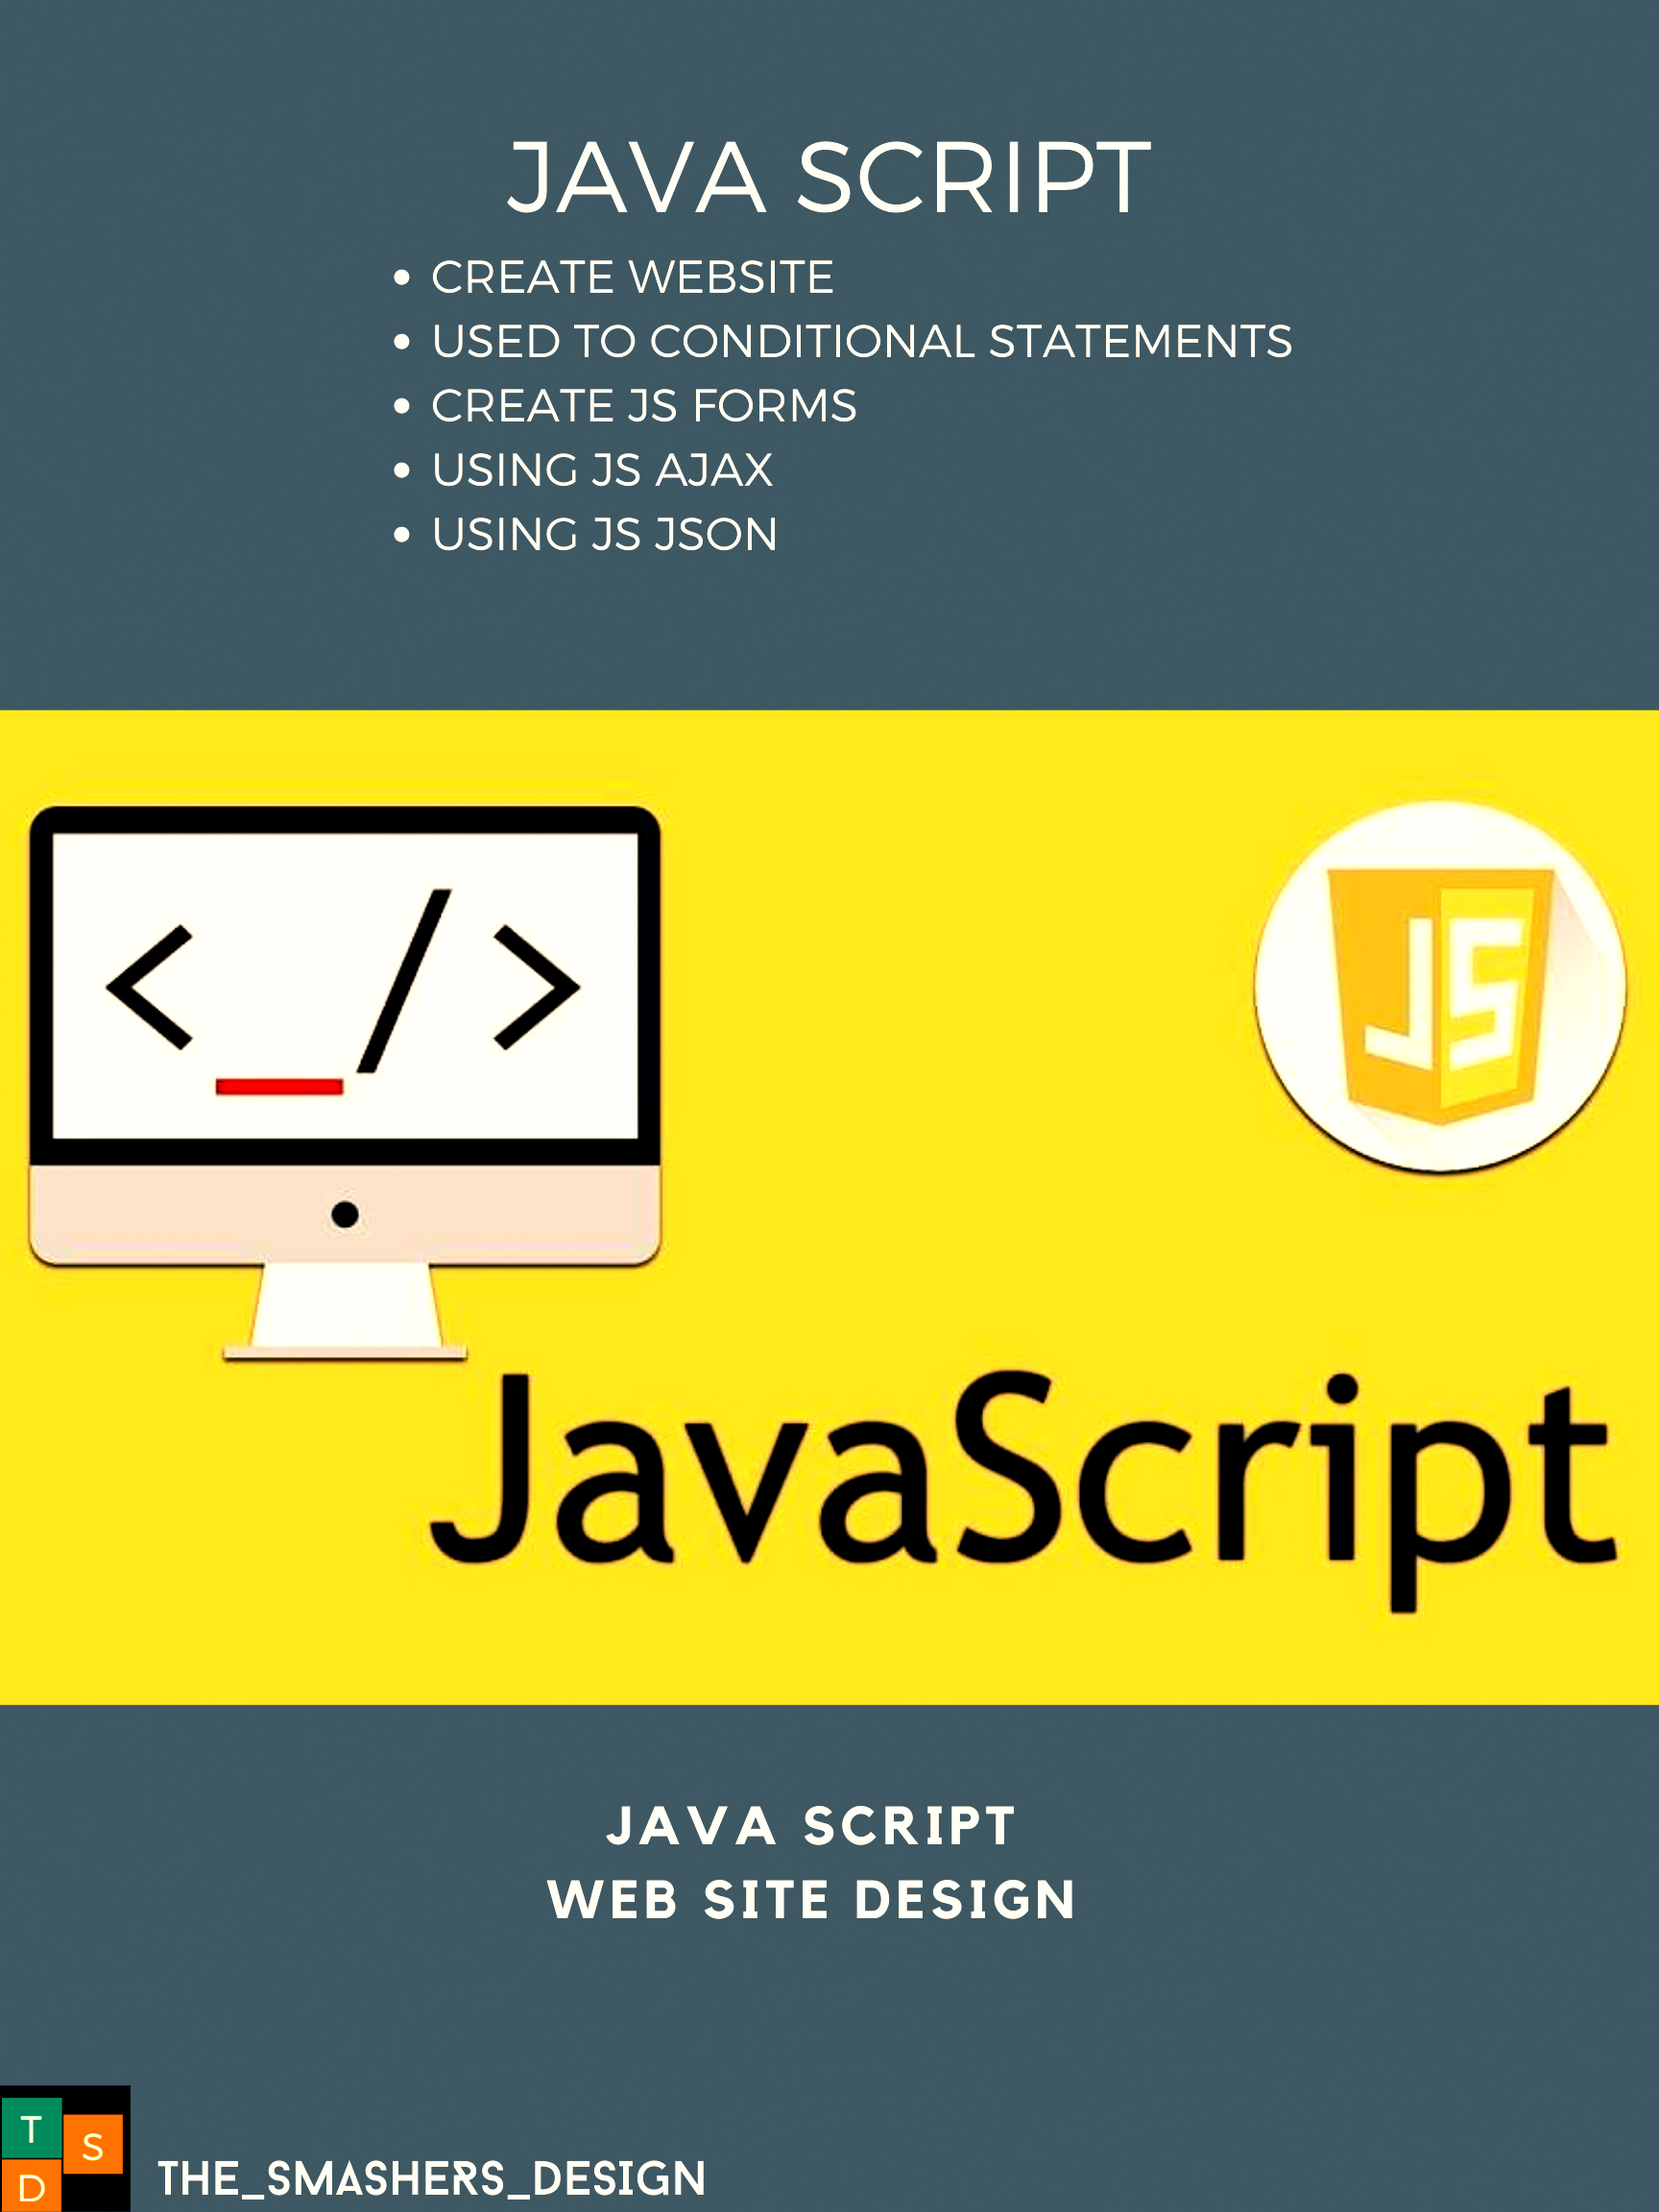 JAVA SCRIPT
• CREATE WEBSITE
• USED TO CONDITIONAL STATEMENTS
• CREATE JS FORMS
• USING JS AJAX
• USING JS JSON
<_/>
JS
JavaScript
JAVA SCRIPT
WEB SITE DESIGN
T S
D
THE_SMASHERS_DESIGN